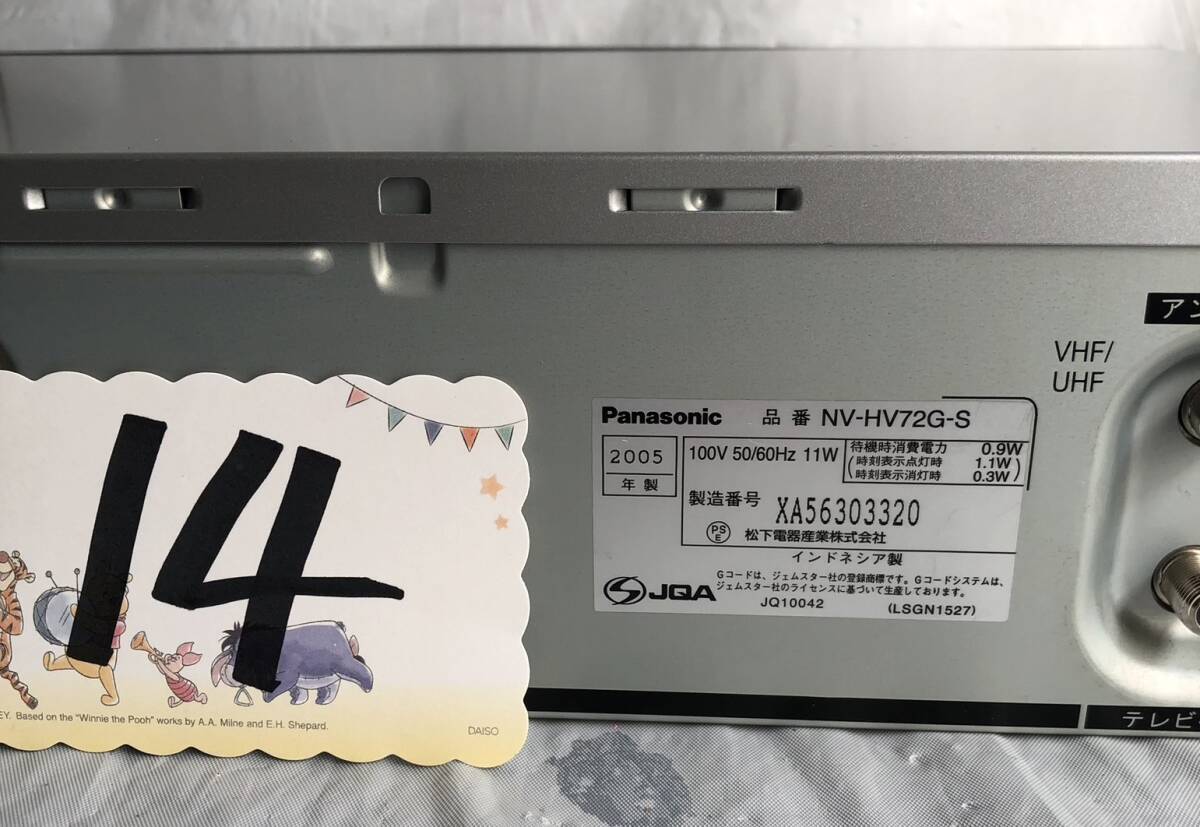 アン
VHF/
UHF
Panasonic 品番 NV-HV72G-S
2005
年製
100V 50/60Hz 11W
待機時消費電力 0.9W
(時刻表示点灯時 1.1W
時刻表示消灯時 0.3W)
製造番号 XA56303320
PS
E
松下電器産業株式会社
インドネシア製
JQA
Gコードは、ジェムスター社の登録商標です。Gコードシステムは、
ジェムスター社のライセンスに基づいて生産しております。
JQ10042 (LSGN1527)
テレビ
14
EY. Based on the "Winnie the Pooh" works by A.A. Milne and E.H. Shepard.
DAISO